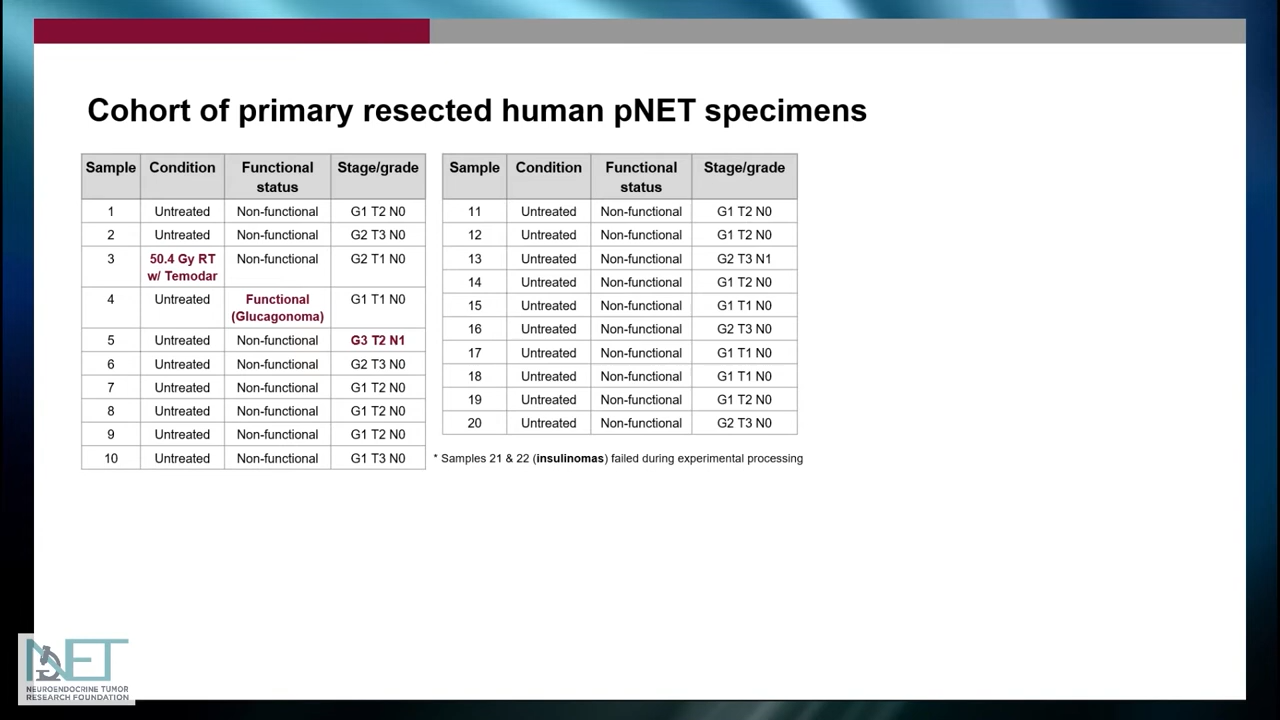 Cohort of primary resected human pNET specimens
Sample Condition Functional status Stage/grade
1 Untreated Non-functional G1 T2 N0
2 Untreated Non-functional G2 T3 N0
3 50.4 Gy RT w/ Temodar Non-functional G2 T1 N0
4 Untreated Functional (Glucagonoma) G1 T1 N0
5 Untreated Non-functional G3 T2 N1
6 Untreated Non-functional G2 T3 N0
7 Untreated Non-functional G1 T2 N0
8 Untreated Non-functional G1 T2 N0
9 Untreated Non-functional G1 T2 N0
10 Untreated Non-functional G1 T3 N0
Sample Condition Functional status Stage/grade
11 Untreated Non-functional G1 T2 N0
12 Untreated Non-functional G1 T2 N0
13 Untreated Non-functional G2 T3 N1
14 Untreated Non-functional G1 T2 N0
15 Untreated Non-functional G1 T1 N0
16 Untreated Non-functional G2 T3 N0
17 Untreated Non-functional G1 T1 N0
18 Untreated Non-functional G1 T1 N0
19 Untreated Non-functional G1 T2 N0
20 Untreated Non-functional G2 T3 N0
* Samples 21 & 22 (insulinomas) failed during experimental processing
NET
NEUROENDOCRINE TUMOR
RESEARCH FOUNDATION